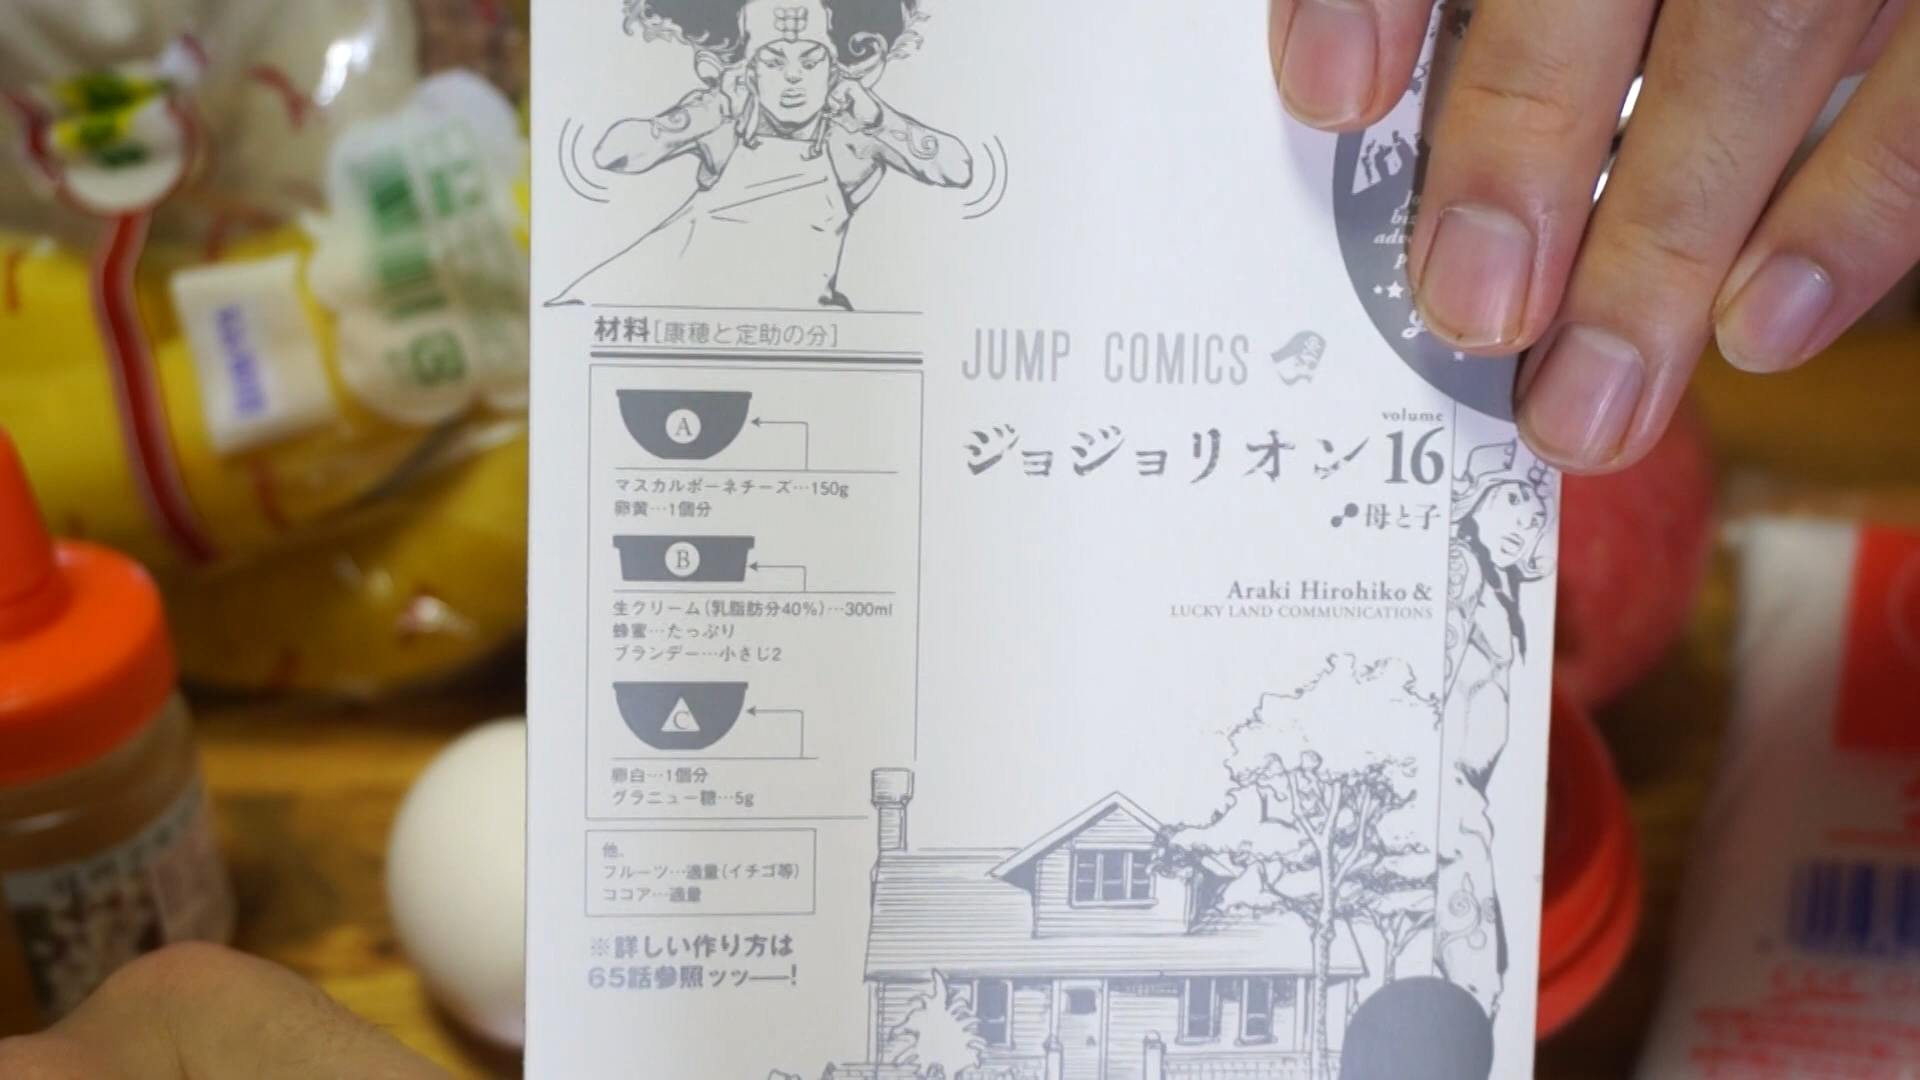 材料[康穂と定助の分]
A
マスカルポーネチーズ…150g
卵黄…1個分
B
生クリーム(乳脂肪分40%)…300ml
蜂蜜…たっぷり
ブランデー…小さじ2
C
卵白…1個分
グラニュー糖…5g
他、
フルーツ…適量(イチゴ等)
ココア…適量
※詳しい作り方は
65話参照ッッ──!
JUMP COMICS
ジョジョリオン
volume
16
母と子
Araki Hirohiko &
LUCKY LAND COMMUNICATIONS